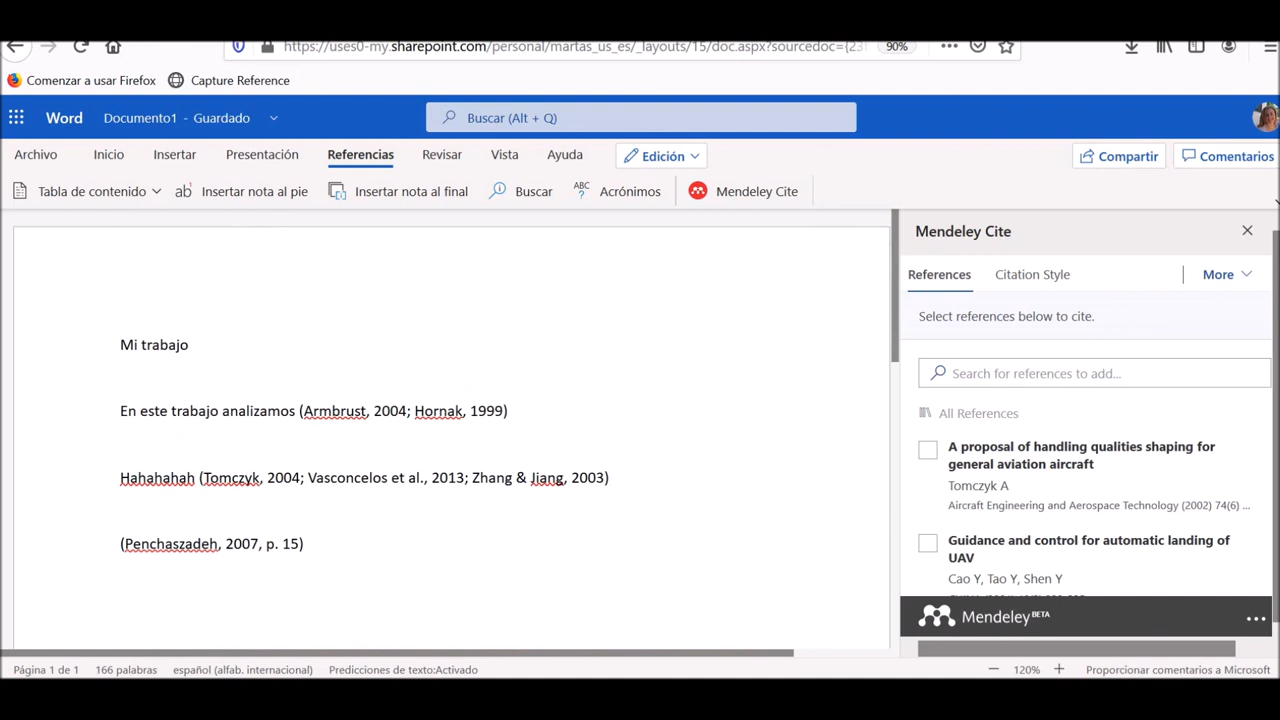 https://uses0-my.sharepoint.com/personal/martas_us_es/_layouts/15/doc.aspx?sourcedoc={23f
90%
Comenzar a usar Firefox
Capture Reference
Word
Documento1 - Guardado
Buscar (Alt + Q)
Archivo
Inicio
Insertar
Presentación
Referencias
Revisar
Vista
Ayuda
Edición
Compartir
Comentarios
Tabla de contenido
ab Insertar nota al pie
Insertar nota al final
Buscar
ABC Acrónimos
Mendeley Cite
Mendeley Cite
References
Citation Style
More
Select references below to cite.
Search for references to add...
All References
A proposal of handling qualities shaping for
general aviation aircraft
Tomczyk A
Aircraft Engineering and Aerospace Technology (2002) 74(6) ...
Guidance and control for automatic landing of
UAV
Cao Y, Tao Y, Shen Y
Mendeley BETA
Mi trabajo
En este trabajo analizamos (Armbrust, 2004; Hornak, 1999)
Hahahahah (Tomczyk, 2004; Vasconcelos et al., 2013; Zhang & Jiang, 2003)
(Penchaszadeh, 2007, p. 15)
Página 1 de 1
166 palabras
español (alfab. internacional)
Predicciones de texto:Activado
120%
Proporcionar comentarios a Microsoft